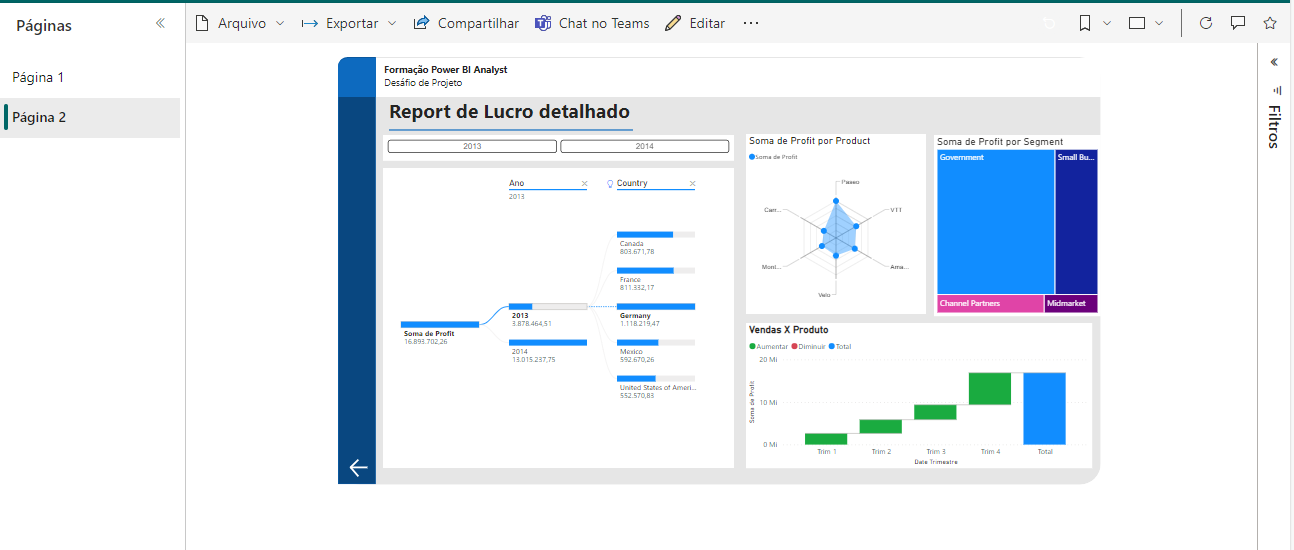 Páginas
Página 1
Página 2
Arquivo
Exportar
Compartilhar
Chat no Teams
Editar
Filtros
Formação Power BI Analyst
Desáfio de Projeto
Report de Lucro detalhado
2013
2014
Ano
2013
Country
Soma de Profit
16.893.702,26
2013
3.878.464,51
2014
13.015.237,75
Canada
803.671,78
France
811.332,17
Germany
1.118.219,47
Mexico
592.670,26
United States of Ameri...
552.570,83
Soma de Profit por Product
Soma de Profit
Paseo
VTT
Ama...
Velo
Mont...
Carr...
Soma de Profit por Segment
Government
Small Bu...
Channel Partners
Midmarket
Vendas X Produto
Aumentar Diminuir Total
Soma de Profit
20 Mi
10 Mi
0 Mi
Trim 1 Trim 2 Trim 3 Trim 4 Total
Date Trimestre